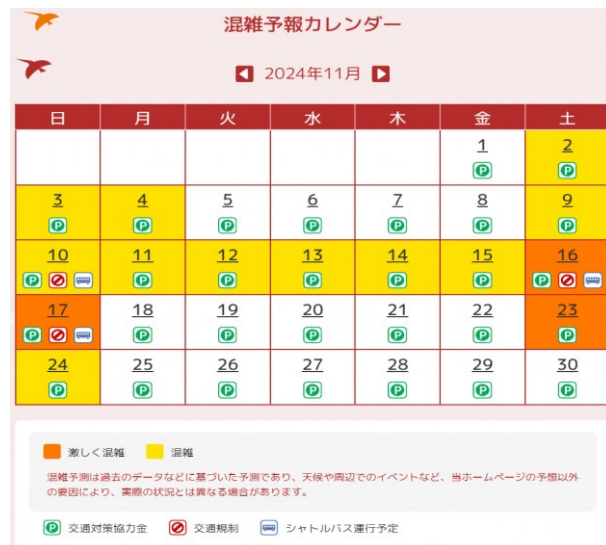 混雑予報カレンダー
2024年11月
日 月 火 水 木 金 土
1 2
P P
3 4 5 6 7 8 9
P P P P P P P
10 11 12 13 14 15 16
P P P P P P P
17 18 19 20 21 22 23
P P P P P P P
24 25 26 27 28 29 30
P P P P P P P
激しく混雑 混雑
混雑予測は過去のデータなどに基づいた予測であり、天候や周辺でのイベントなど、当ホームページの予想以外
の要因により、実際の状況とは異なる場合があります。
P 交通対策協力金 交通規制 シャトルバス運行予定